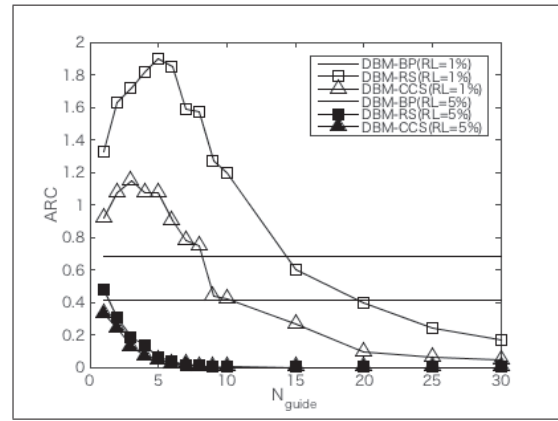 2
1.8
1.6
1.4
1.2
1
0.8
0.6
0.4
0.2
0
ARC
DBM-BP(RL=1%)
DBM-RS(RL=1%)
DBM-CCS(RL=1%)
DBM-BP(RL=5%)
DBM-RS(RL=5%)
DBM-CCS(RL=5%)
0 5 10 15 20 25 30
N guide